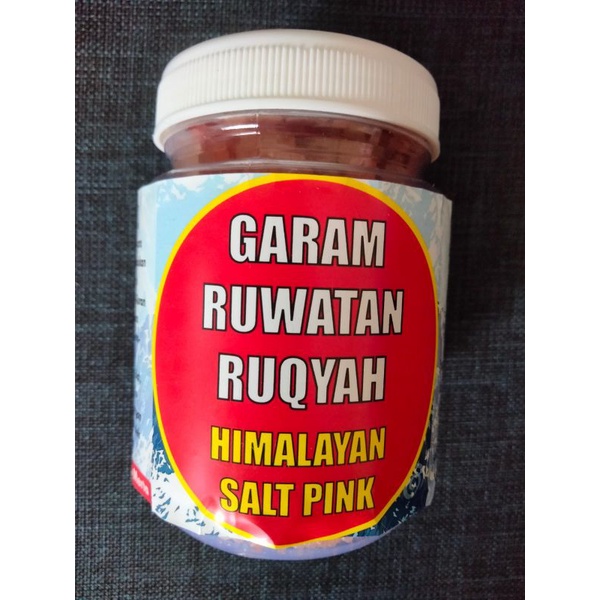 GARAM
RUWATAN
RUQYAH
HIMALAYAN
SALT PINK